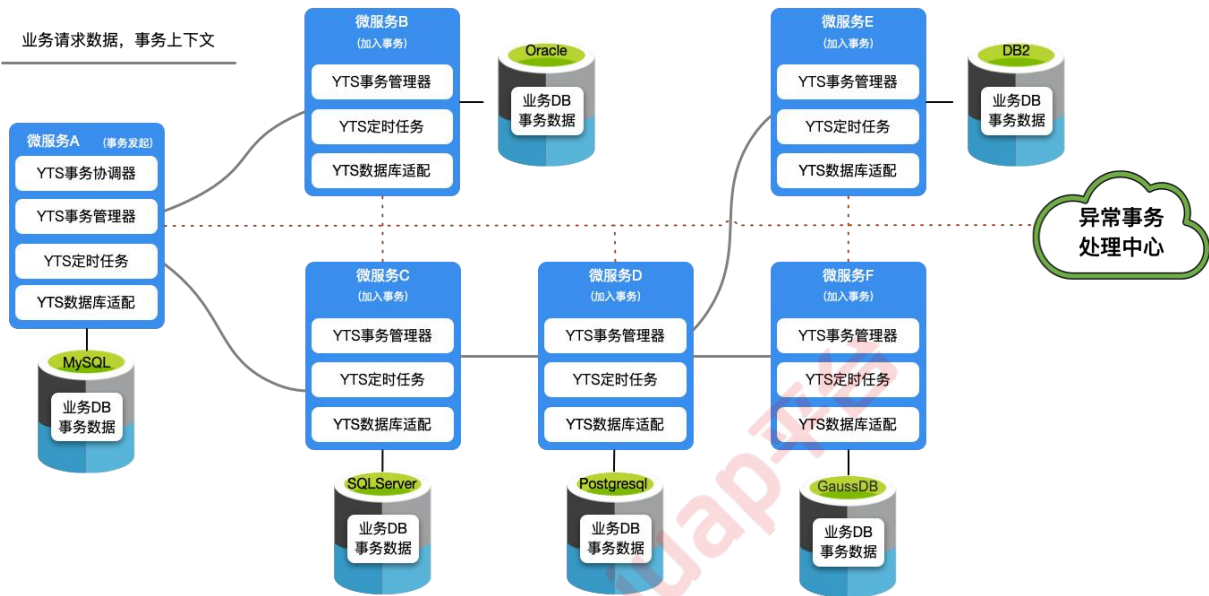 业务请求数据，事务上下文
微服务A （事务发起）
YTS事务协调器
YTS事务管理器
YTS定时任务
YTS数据库适配
MySQL
业务DB
事务数据
微服务B
（加入事务）
YTS事务管理器
YTS定时任务
YTS数据库适配
Oracle
业务DB
事务数据
微服务E
（加入事务）
YTS事务管理器
YTS定时任务
YTS数据库适配
DB2
业务DB
事务数据
异常事务
处理中心
微服务C
（加入事务）
YTS事务管理器
YTS定时任务
YTS数据库适配
SQLServer
业务DB
事务数据
微服务D
（加入事务）
YTS事务管理器
YTS定时任务
YTS数据库适配
Postgresql
业务DB
事务数据
微服务F
（加入事务）
YTS事务管理器
YTS定时任务
YTS数据库适配
GaussDB
业务DB
事务数据
iuap平台